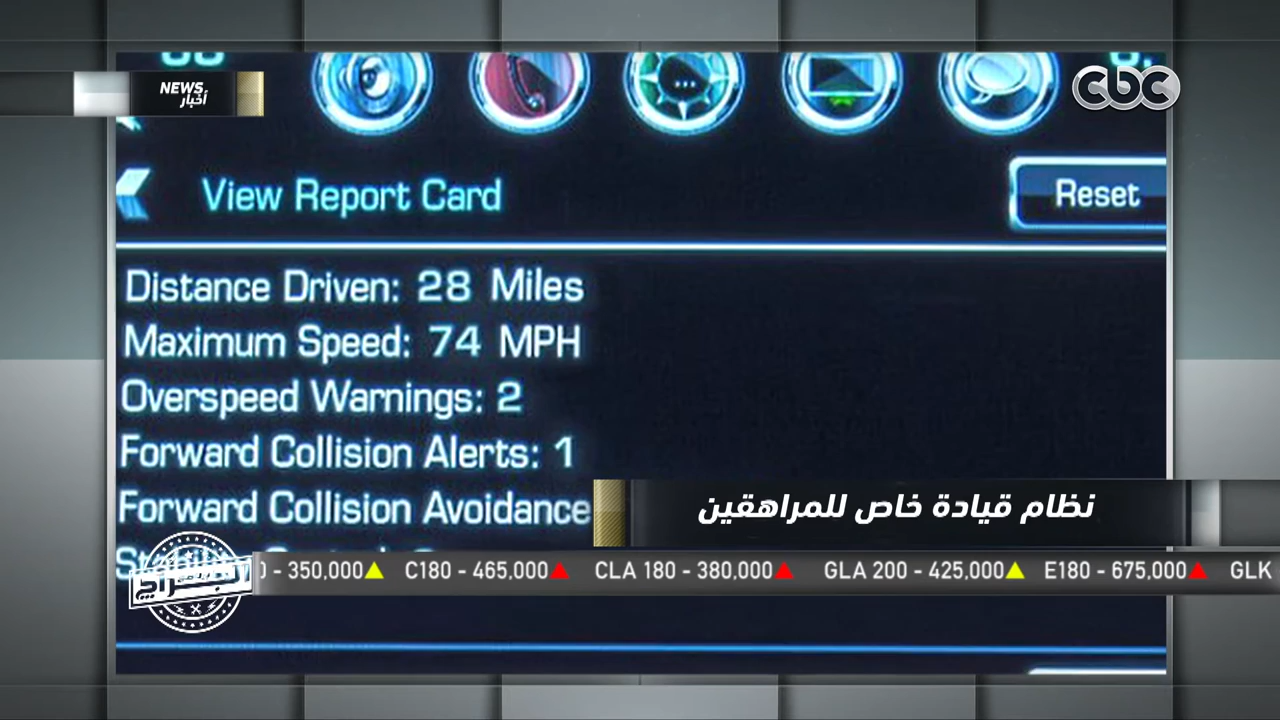 NEWS
أخبار
cbc
View Report Card
Reset
Distance Driven: 28 Miles
Maximum Speed: 74 MPH
Overspeed Warnings: 2
Forward Collision Alerts: 1
Forward Collision Avoidance
نظام قيادة خاص للمراهقين
- 350,000 C180 - 465,000 CLA 180 - 380,000 GLA 200 - 425,000 E180 - 675,000 GLK
الجراج